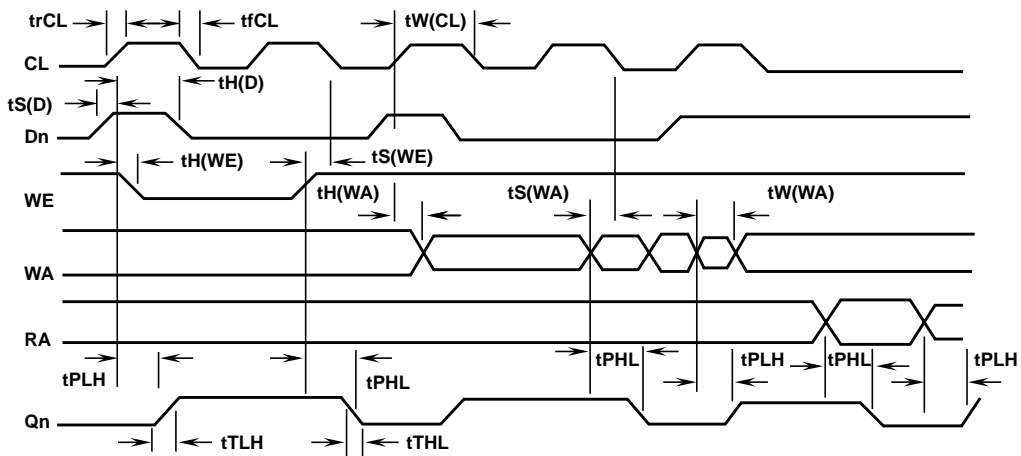 trCL tfCL tW(CL)
CL
tH(D)
tS(D)
Dn
tH(WE) tS(WE)
WE tH(WA) tS(WA) tW(WA)
WA
RA
tPLH tPHL tPHL tPLH tPHL tPLH
Qn
tTLH tTHL